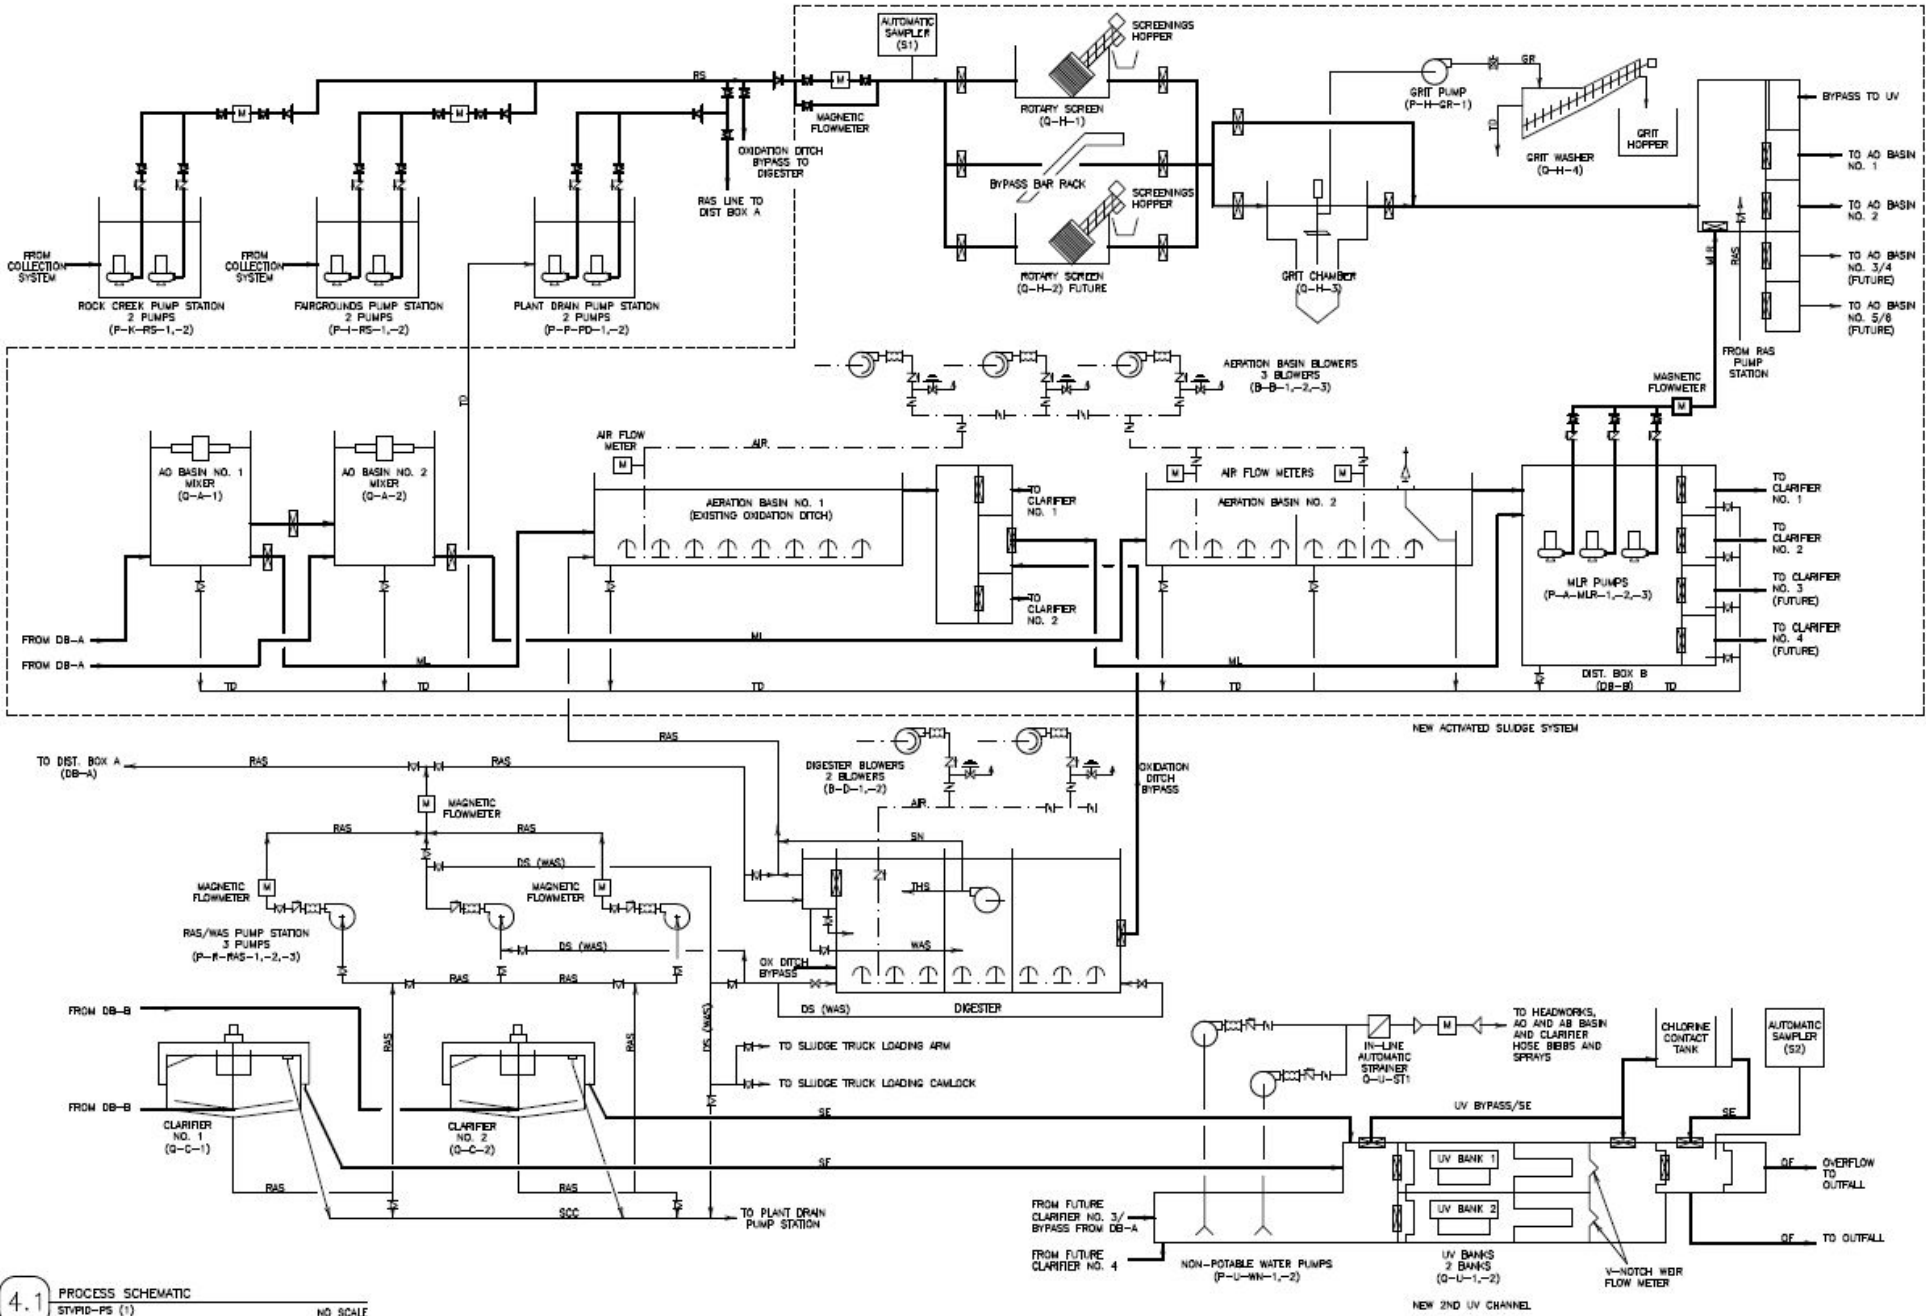 AUTOMATIC
SAMPLER
(S1)
SCREENINGS
HOPPER
RS
M
M
M
MAGNETIC
FLOWMETER
ROTARY SCREEN
(Q-H-1)
GRIT PUMP
(P-H-GR-1)
GR
TD
GRIT
HOPPER
GRIT WASHER
(Q-H-4)
BYPASS TO UV
TO AO BASIN
NO. 1
TO AO BASIN
NO. 2
TO AO BASIN
NO. 3/4
(FUTURE)
TO AO BASIN
NO. 5/6
(FUTURE)
OXIDATION DITCH
BYPASS TO
DIGESTER
RAS LINE TO
DIST BOX A
BYPASS BAR RACK
SCREENINGS
HOPPER
ROTARY SCREEN
(Q-H-2) FUTURE
GRIT CHAMBER
(Q-H-3)
MLR
RAS
FROM RAS
PUMP
STATION
FROM
COLLECTION
SYSTEM
ROCK CREEK PUMP STATION
2 PUMPS
(P-K-RS-1,-2)
FROM
COLLECTION
SYSTEM
FAIRGROUNDS PUMP STATION
2 PUMPS
(P-I-RS-1,-2)
PLANT DRAIN PUMP STATION
2 PUMPS
(P-P-PD-1,-2)
TD
AERATION BASIN BLOWERS
3 BLOWERS
(B-B-1,-2,-3)
MAGNETIC
FLOWMETER
M
AO BASIN NO. 1
MIXER
(Q-A-1)
AO BASIN NO. 2
MIXER
(Q-A-2)
AIR FLOW
METER
M
AIR
AERATION BASIN NO. 1
(EXISTING OXIDATION DITCH)
TO
CLARIFIER
NO. 1
TO
CLARIFIER
NO. 2
M
AIR FLOW METERS
M
AERATION BASIN NO. 2
MLR PUMPS
(P-A-MLR-1,-2,-3)
TO
CLARIFIER
NO. 1
TO
CLARIFIER
NO. 2
TO CLARIFIER
NO. 3
(FUTURE)
TO CLARIFIER
NO. 4
(FUTURE)
FROM DB-A
FROM DB-A
ML
ML
ML
TD
TD
TD
TD
DIST. BOX B
(DB-B)
TD
NEW ACTIVATED SLUDGE SYSTEM
TO DIST. BOX A
(DB-A)
RAS
RAS
RAS
M
MAGNETIC
FLOWMETER
RAS
RAS
DS (WAS)
MAGNETIC
FLOWMETER
M
MAGNETIC
FLOWMETER
M
RAS/WAS PUMP STATION
3 PUMPS
(P-R-RAS-1,-2,-3)
DS (WAS)
RAS
RAS
DIGESTER BLOWERS
2 BLOWERS
(B-D-1,-2)
AIR
OXIDATION
DITCH
BYPASS
SN
THS
WAS
OX DITCH
BYPASS
DS (WAS)
DIGESTER
FROM DB-B
RAS
RAS
DS (WAS)
TO SLUDGE TRUCK LOADING ARM
TO SLUDGE TRUCK LOADING CAMLOCK
FROM DB-B
CLARIFIER
NO. 1
(Q-C-1)
CLARIFIER
NO. 2
(Q-C-2)
SE
SE
RAS
RAS
SCC
TO PLANT DRAIN
PUMP STATION
IN-LINE
AUTOMATIC
STRAINER
Q-U-ST1
M
TO HEADWORKS,
AO AND AB BASIN
AND CLARIFIER
HOSE BIBBS AND
SPRAYS
CHLORINE
CONTACT
TANK
AUTOMATIC
SAMPLER
(S2)
UV BYPASS/SE
SE
UV BANK 1
UV BANK 2
OF
OVERFLOW
TO
OUTFALL
OF
TO OUTFALL
FROM FUTURE
CLARIFIER NO. 3/
BYPASS FROM DB-A
FROM FUTURE
CLARIFIER NO. 4
NON-POTABLE WATER PUMPS
(P-U-WN-1,-2)
UV BANKS
2 BANKS
(Q-U-1,-2)
V-NOTCH WEIR
FLOW METER
NEW 2ND UV CHANNEL
4.1
PROCESS SCHEMATIC
STVPID-PS (1)
NO SCALE